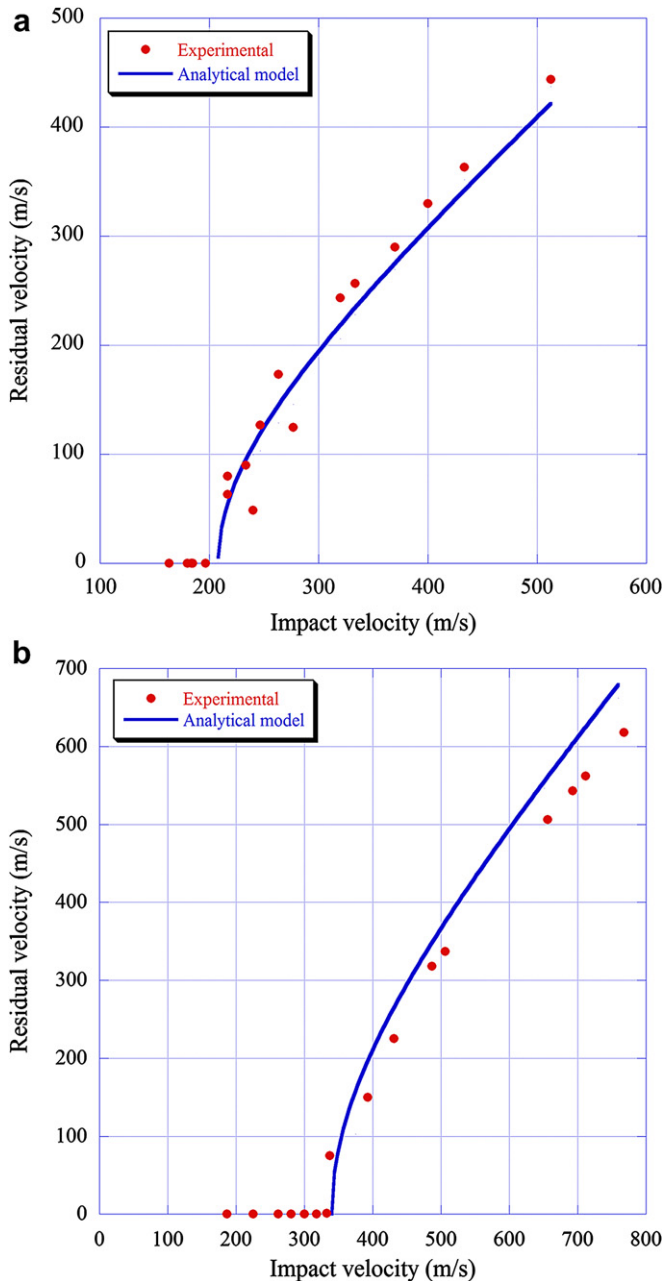 a
500
Experimental
Analytical model
400
300
200
100
0
Residual velocity (m/s)
100 200 300 400 500 600
Impact velocity (m/s)
b
700
Experimental
Analytical model
600
500
400
300
200
100
0
Residual velocity (m/s)
0 100 200 300 400 500 600 700 800
Impact velocity (m/s)